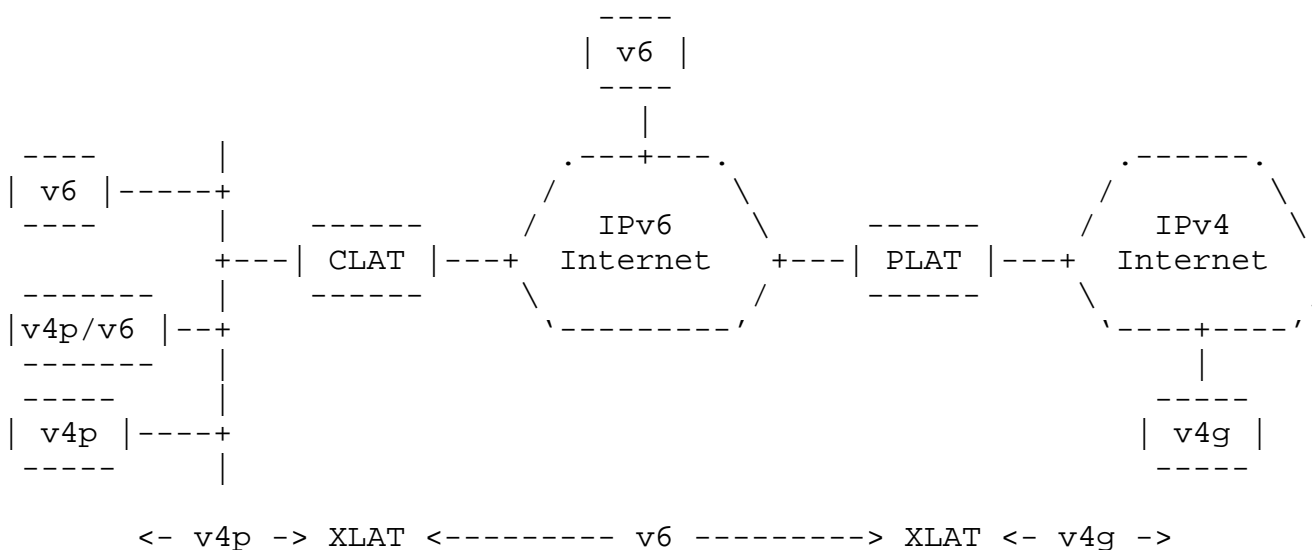 v6
v6
IPv6 IPv4
CLAT Internet PLAT Internet
v4p/v6
v4p v4g
<- v4p -> XLAT <--------- v6 ---------> XLAT <- v4g ->